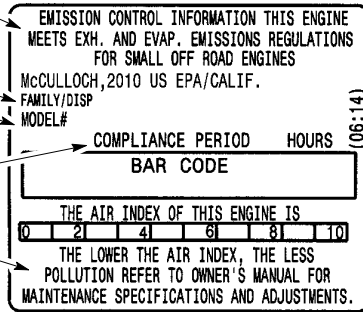 EMISSION CONTROL INFORMATION THIS ENGINE
MEETS EXH. AND EVAP. EMISSIONS REGULATIONS
FOR SMALL OFF ROAD ENGINES
McCULLOCH,2010 US EPA/CALIF.
FAMILY/DISP
MODEL#
COMPLIANCE PERIOD HOURS
(06:14)
BAR CODE
THE AIR INDEX OF THIS ENGINE IS
0 2 4 6 8 10
THE LOWER THE AIR INDEX, THE LESS
POLLUTION REFER TO OWNER'S MANUAL FOR
MAINTENANCE SPECIFICATIONS AND ADJUSTMENTS.